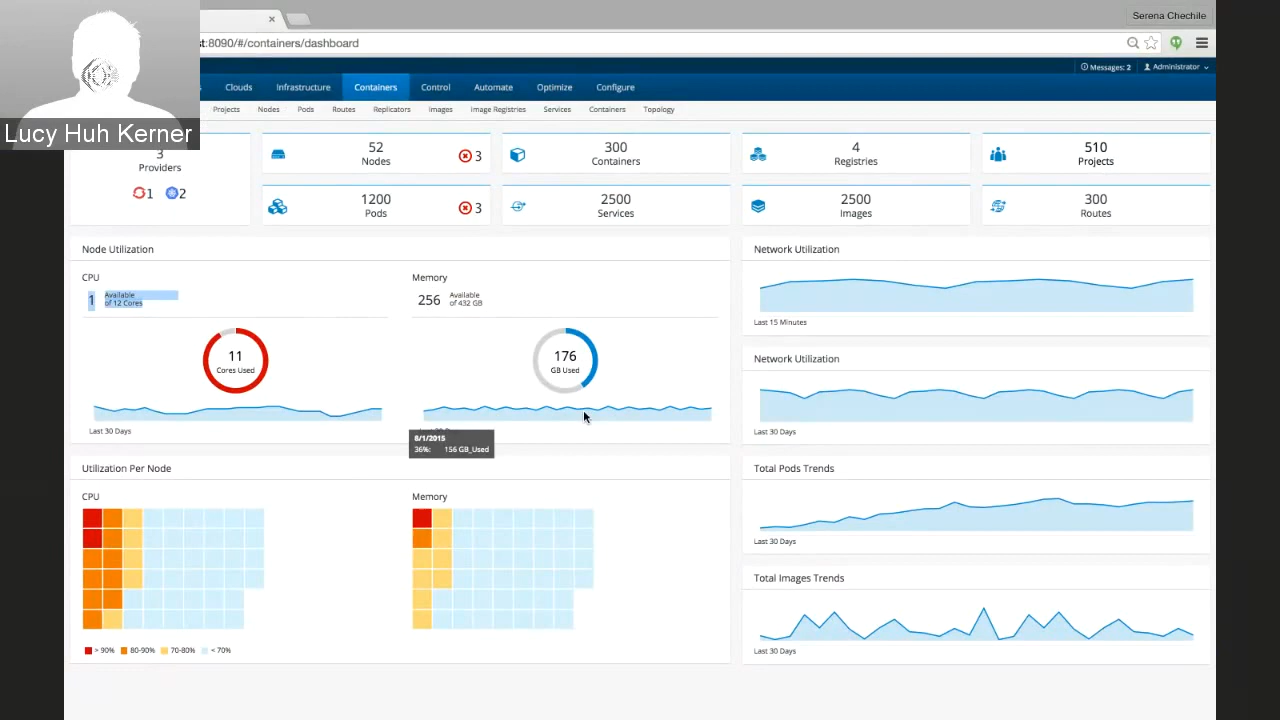 Serena Chechile
st:8090/#/containers/dashboard
Lucy Huh Kerner
Messages: 2 Administrator
Clouds Infrastructure Containers Control Automate Optimize Configure
Projects Nodes Pods Routes Replicators Images Image Registries Services Containers Topology
3
Providers
1 2
52
Nodes
3
300
Containers
4
Registries
510
Projects
1200
Pods
3
2500
Services
2500
Images
300
Routes
Node Utilization
CPU
1 Available
of 12 Cores
11
Cores Used
Last 30 Days
Memory
256 Available
of 432 GB
176
GB Used
8/1/2015
36%: 156 GB_Used
Utilization Per Node
CPU
Memory
> 90% 80-90% 70-80% < 70%
Network Utilization
Last 15 Minutes
Network Utilization
Last 30 Days
Total Pods Trends
Last 30 Days
Total Images Trends
Last 30 Days